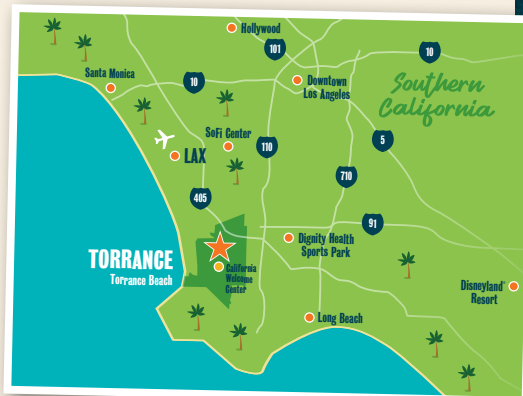 Hollywood
101
10
Santa Monica
10
Downtown
Los Angeles
Southern
California
SoFi Center
LAX
110
5
710
405
91
TORRANCE
Torrance Beach
California
Welcome
Center
Dignity Health
Sports Park
Disneyland
Resort
Long Beach